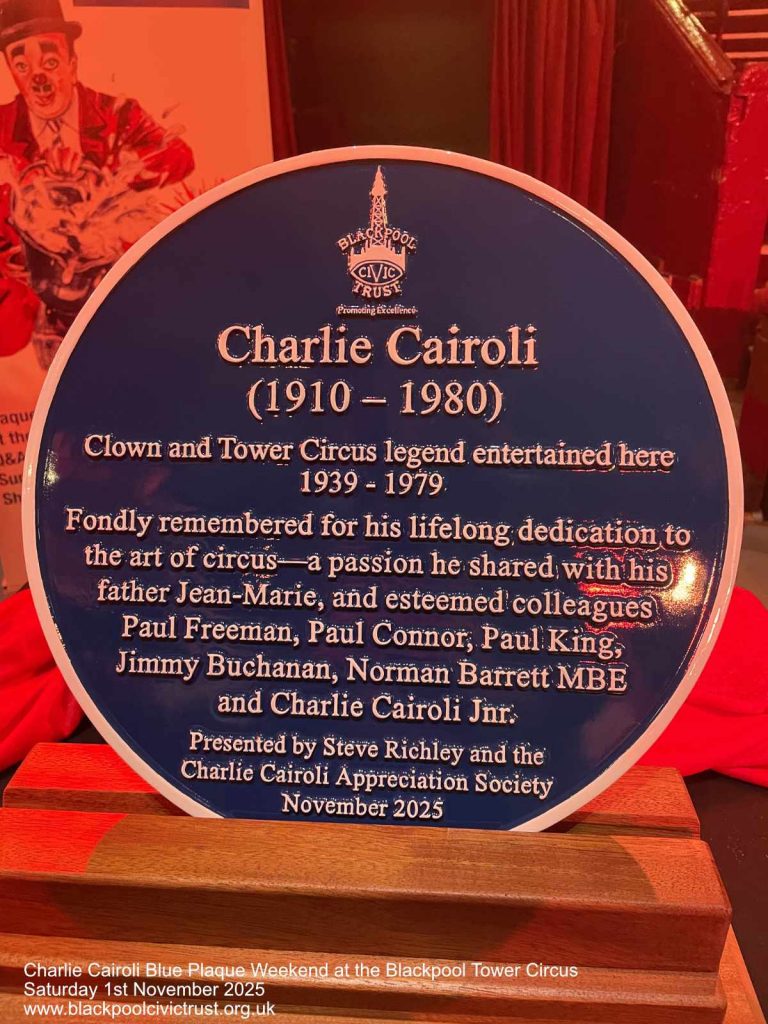 BLACKPOOL
CIVIC
TRUST
Promoting Excellence
Charlie Cairoli
(1910 – 1980)
Clown and Tower Circus legend entertained here
1939 - 1979
Fondly remembered for his lifelong dedication to
the art of circus—a passion he shared with his
father Jean-Marie, and esteemed colleagues
Paul Freeman, Paul Connor, Paul King,
Jimmy Buchanan, Norman Barrett MBE
and Charlie Cairoli Jnr.
Presented by Steve Richley and the
Charlie Cairoli Appreciation Society
November 2025
Charlie Cairoli Blue Plaque Weekend at the Blackpool Tower Circus
Saturday 1st November 2025
www.blackpoolcivictrust.org.uk